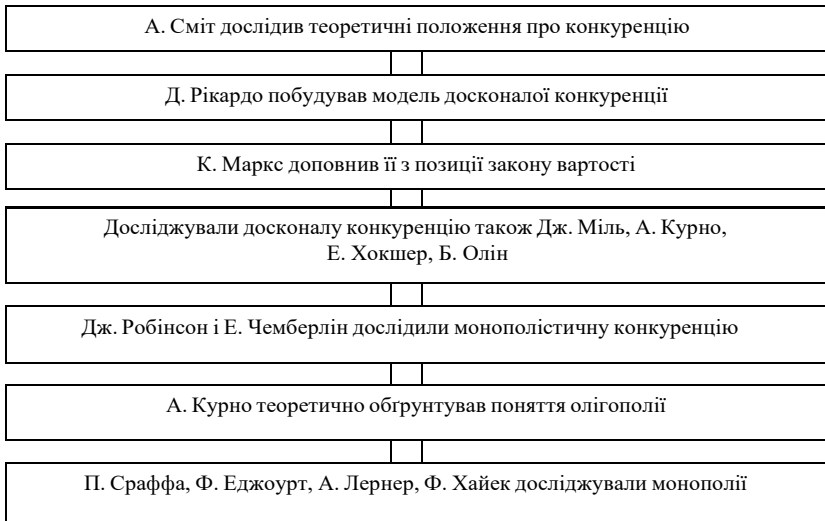 А. Сміт дослідив теоретичні положення про конкуренцію
Д. Рікардо побудував модель досконалої конкуренції
К. Маркс доповнив її з позиції закону вартості
Досліджували досконалу конкуренцію також Дж. Міль, А. Курно,
Е. Хокшер, Б. Олін
Дж. Робінсон і Е. Чемберлін дослідили монополістичну конкуренцію
А. Курно теоретично обґрунтував поняття олігополії
П. Сраффа, Ф. Еджоурт, А. Лернер, Ф. Хайек досліджували монополії